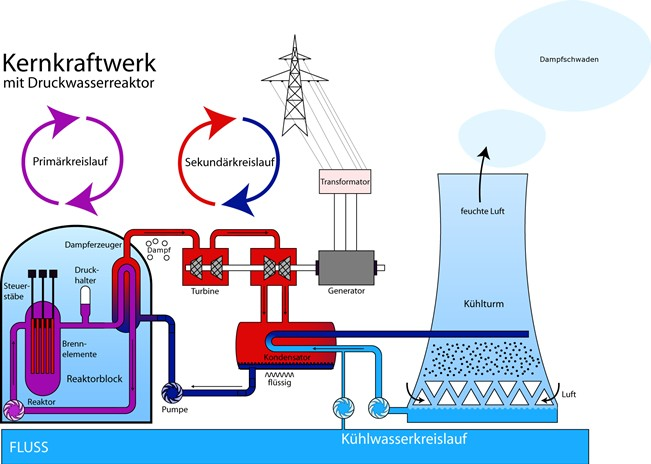 Kernkraftwerk
mit Druckwasserreaktor
Dampfschwaden
Primärkreislauf
Sekundärkreislauf
Transformator
feuchte Luft
Dampferzeuger
Dampf
Druck-
halter
Steuer-
stäbe
Turbine
Generator
Kühlturm
Brenn-
elemente
Kondensator
Reaktorblock
flüssig
Luft
Reaktor
Pumpe
Kühlwasserkreislauf
FLUSS